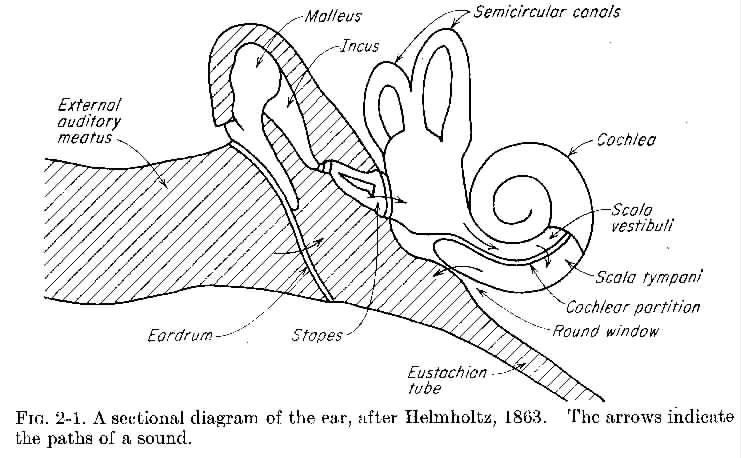 Malleus
Semicircular canals
Incus
External
auditory
meatus
Cochlea
Scala
vestibuli
Scala tympani
Cochlear partition
Round window
Eardrum
Stapes
Eustachian
tube
FIG. 2-1. A sectional diagram of the ear, after Helmholtz, 1863. The arrows indicate
the paths of a sound.